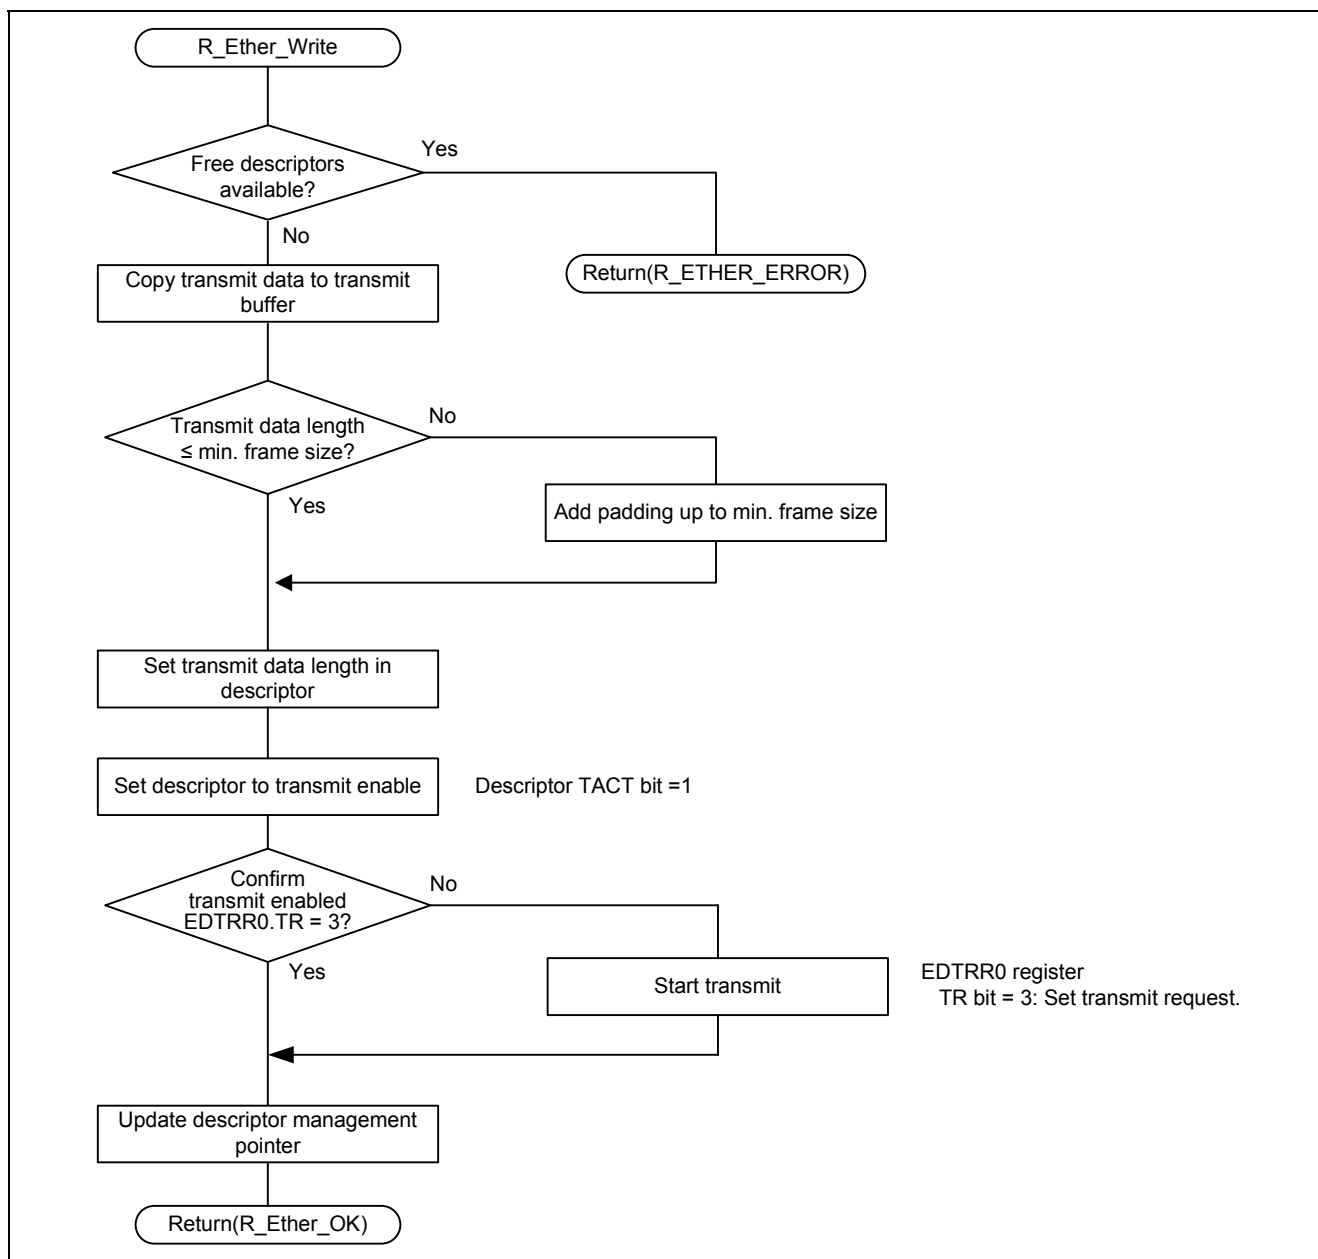 R_Ether_Write
Free descriptors
available?
Yes
No
Return(R_ETHER_ERROR)
Copy transmit data to transmit
buffer
Transmit data length
≤ min. frame size?
No
Yes
Add padding up to min. frame size
Set transmit data length in
descriptor
Set descriptor to transmit enable
Descriptor TACT bit =1
Confirm
transmit enabled
EDTRR0.TR = 3?
No
Yes
Start transmit
EDTRR0 register
TR bit = 3: Set transmit request.
Update descriptor management
pointer
Return(R_Ether_OK)